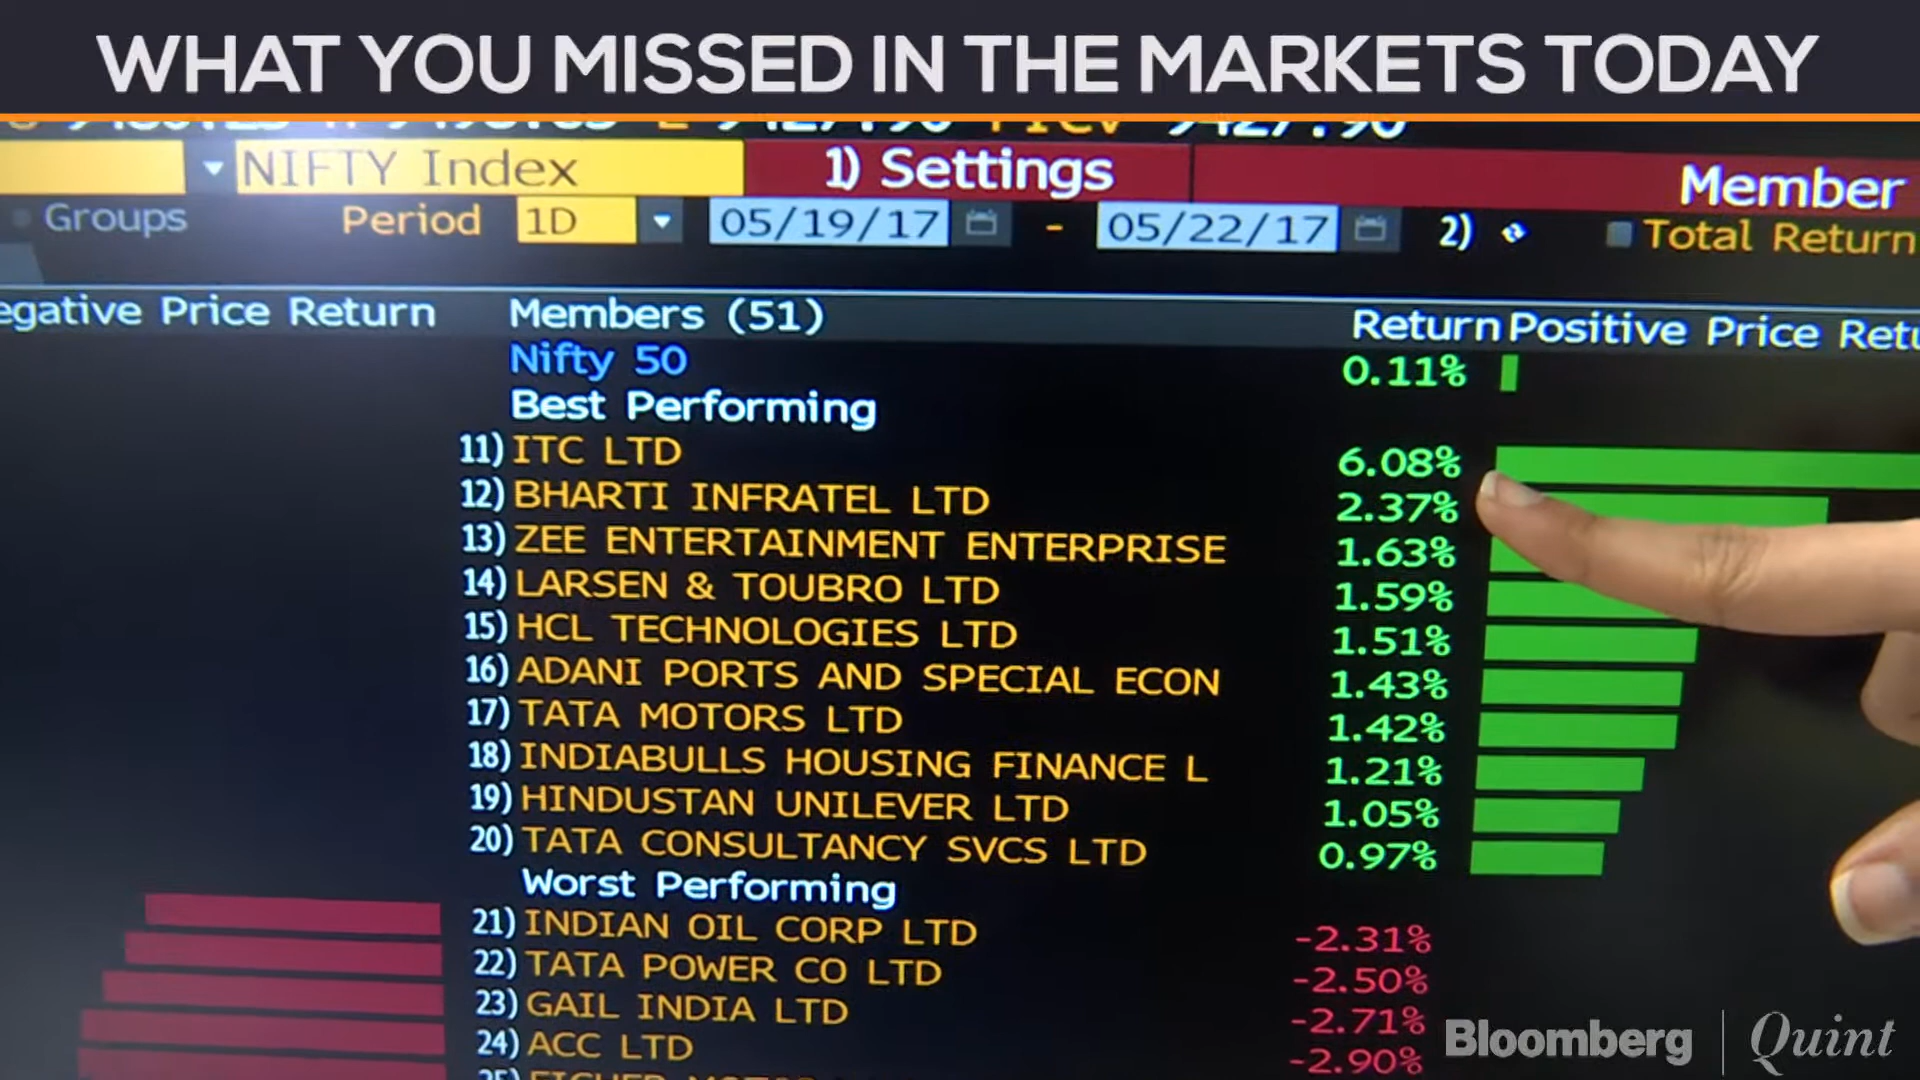 WHAT YOU MISSED IN THE MARKETS TODAY
9427.90
NIFTY Index 1) Settings Member
Groups Period 1D 05/19/17 - 05/22/17 2) Total Return
egative Price Return Members (51) Return Positive Price Retu
Nifty 50 0.11%
Best Performing
11) ITC LTD 6.08%
12) BHARTI INFRATEL LTD 2.37%
13) ZEE ENTERTAINMENT ENTERPRISE 1.63%
14) LARSEN & TOUBRO LTD 1.59%
15) HCL TECHNOLOGIES LTD 1.51%
16) ADANI PORTS AND SPECIAL ECON 1.43%
17) TATA MOTORS LTD 1.42%
18) INDIABULLS HOUSING FINANCE L 1.21%
19) HINDUSTAN UNILEVER LTD 1.05%
20) TATA CONSULTANCY SVCS LTD 0.97%
Worst Performing
21) INDIAN OIL CORP LTD -2.31%
22) TATA POWER CO LTD -2.50%
23) GAIL INDIA LTD -2.71%
24) ACC LTD -2.90%
Bloomberg | Quint